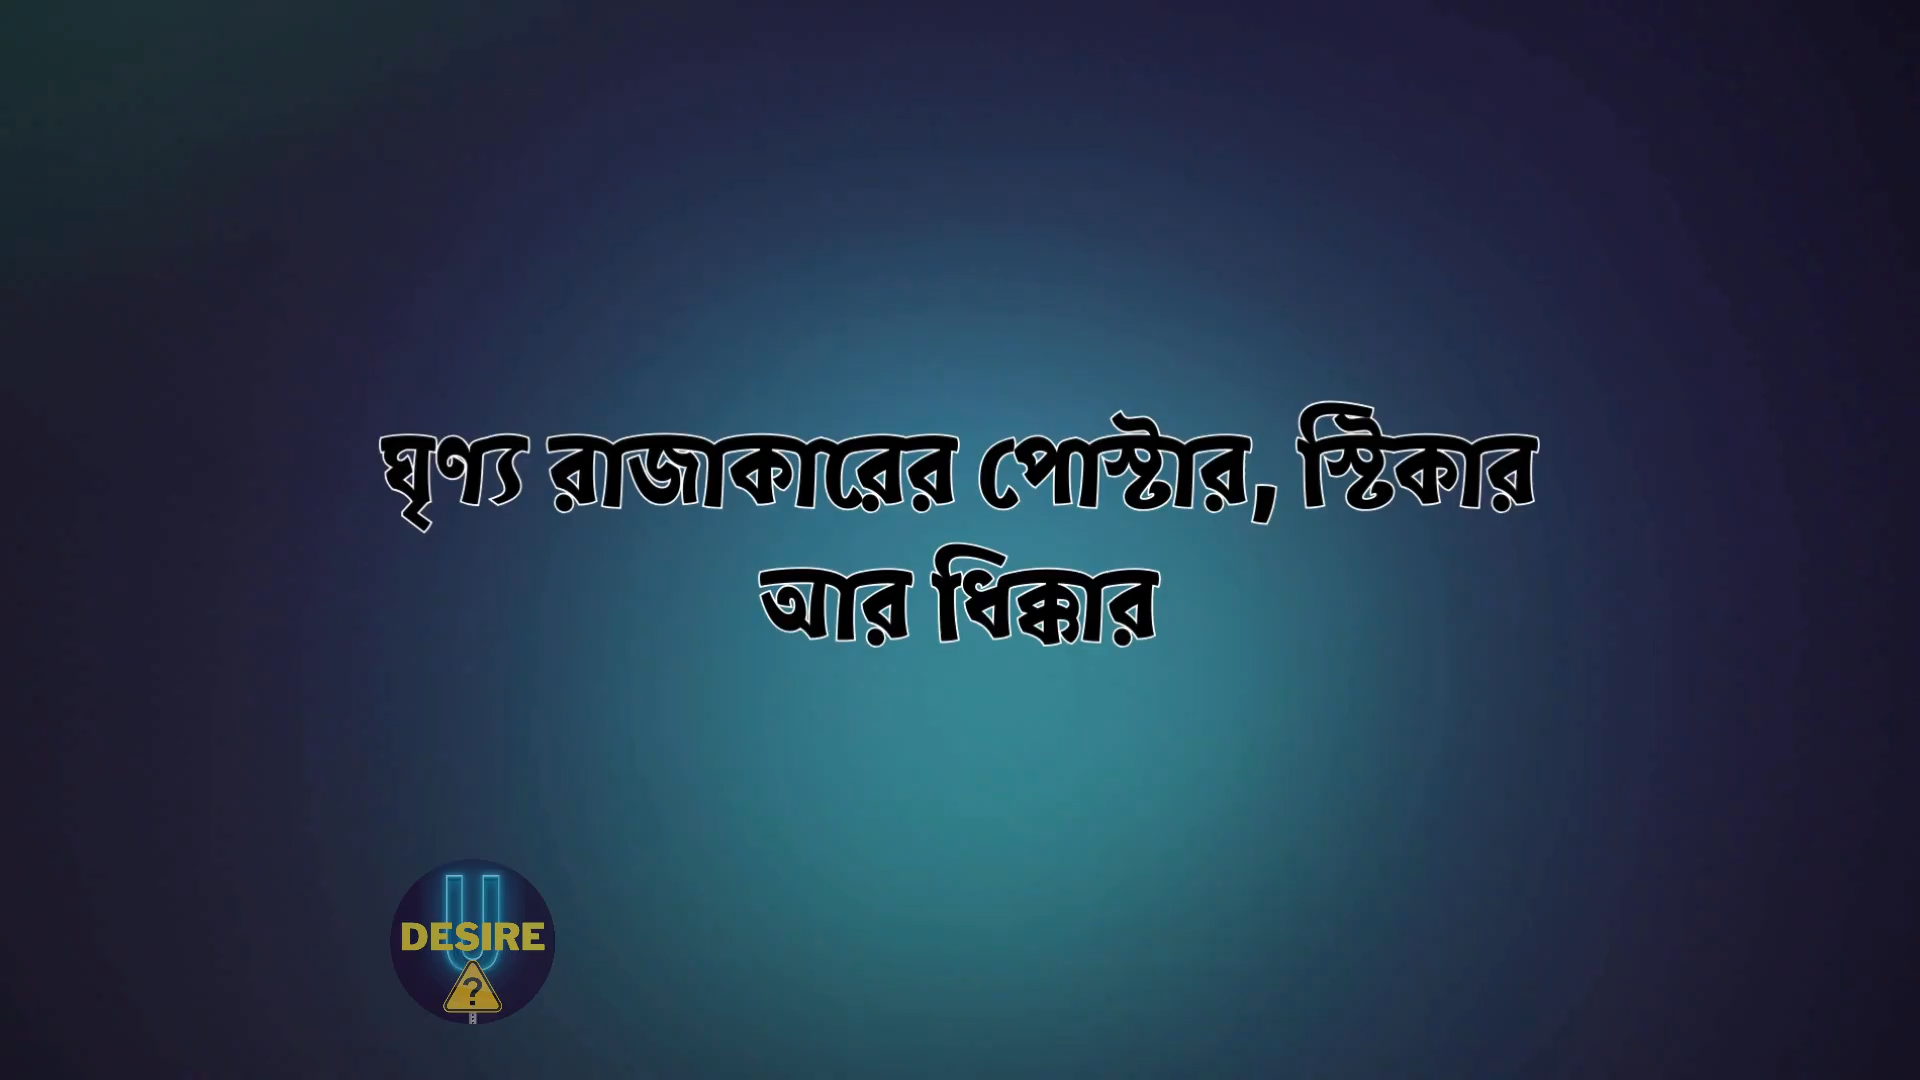 ঘৃণ্য রাজাকারের পোস্টার, স্টিকার
আর ধিক্কার
U
DESIRE
?